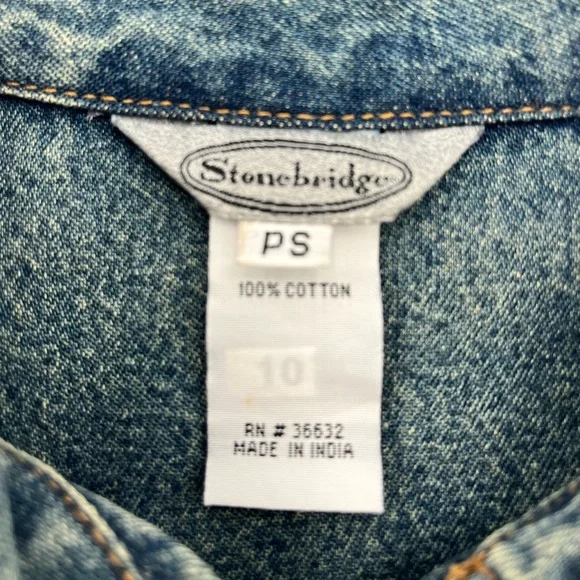 Stonebridge
PS
100% COTTON
10
RN # 36632
MADE IN INDIA